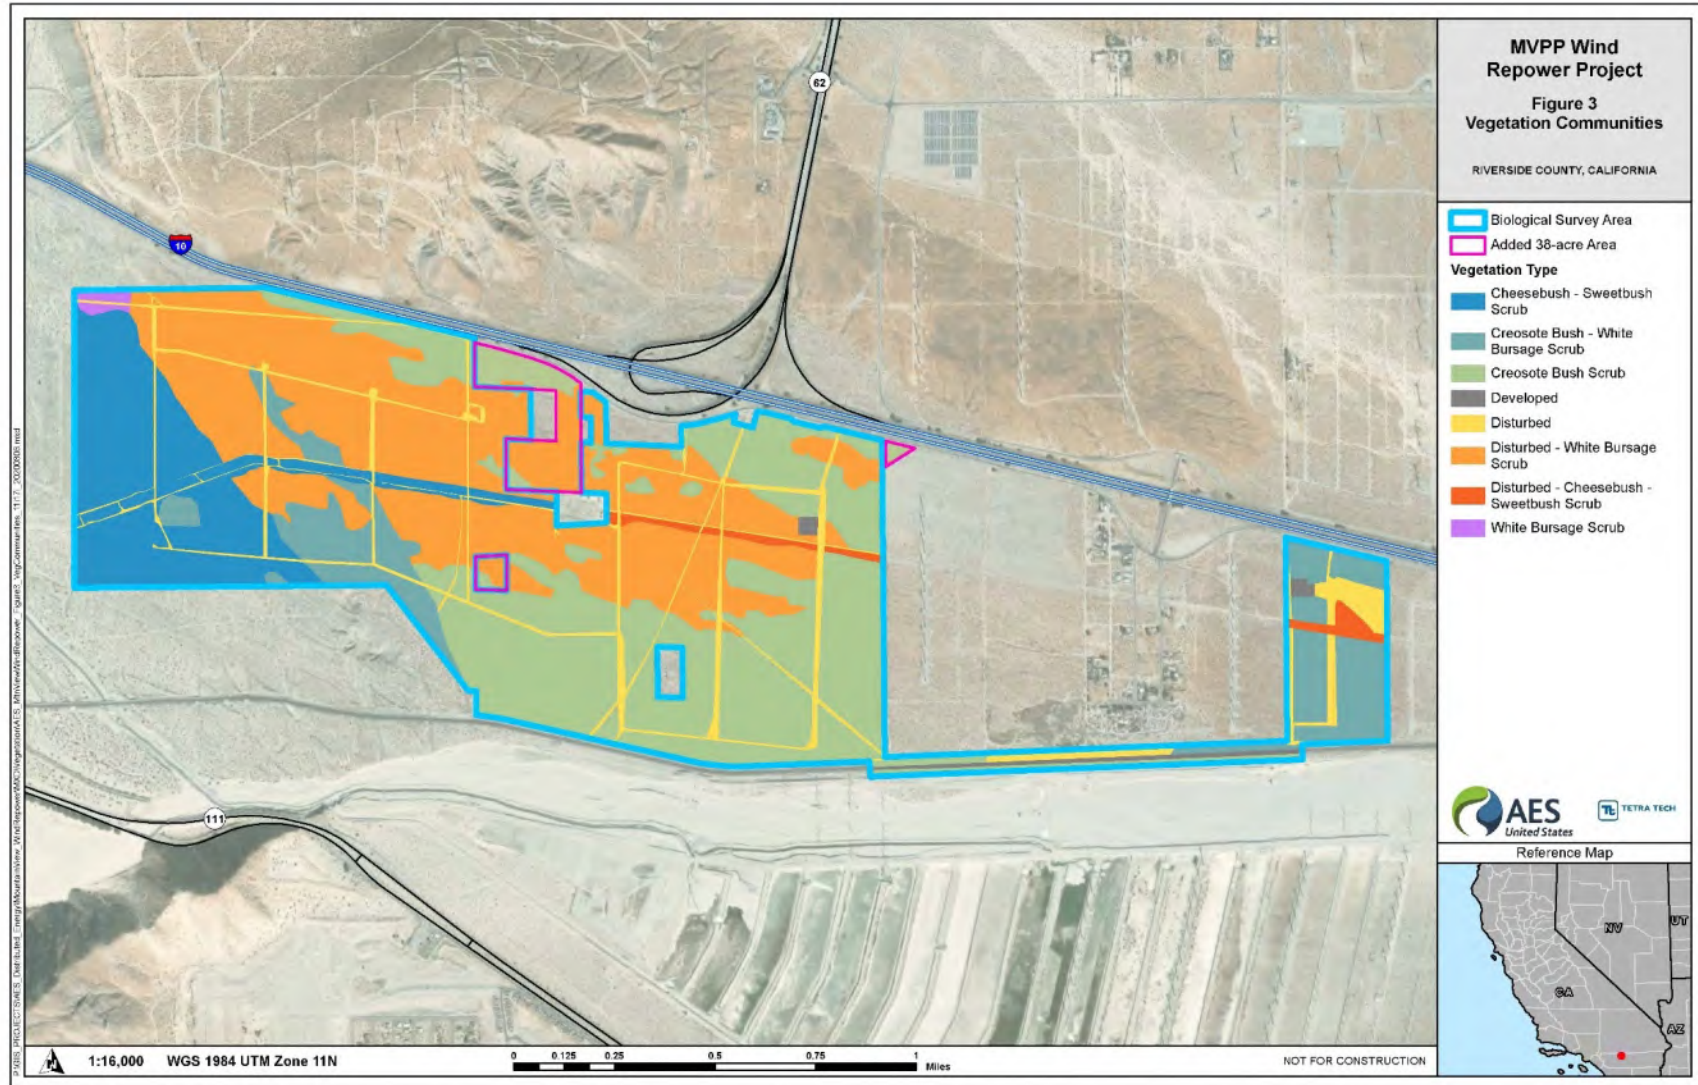 MVPP Wind
Repower Project
Figure 3
Vegetation Communities
RIVERSIDE COUNTY, CALIFORNIA
Biological Survey Area
Added 38-acre Area
Vegetation Type
Cheesebush - Sweetbush
Scrub
Creosote Bush - White
Bursage Scrub
Creosote Bush Scrub
Developed
Disturbed
Disturbed - White Bursage
Scrub
Disturbed - Cheesebush -
Sweetbush Scrub
White Bursage Scrub
AES
United States
TETRA TECH
Reference Map
NV
UT
CA
AZ
62
10
111
N
1:16,000 WGS 1984 UTM Zone 11N
0 0.125 0.25 0.5 0.75 1
Miles
NOT FOR CONSTRUCTION